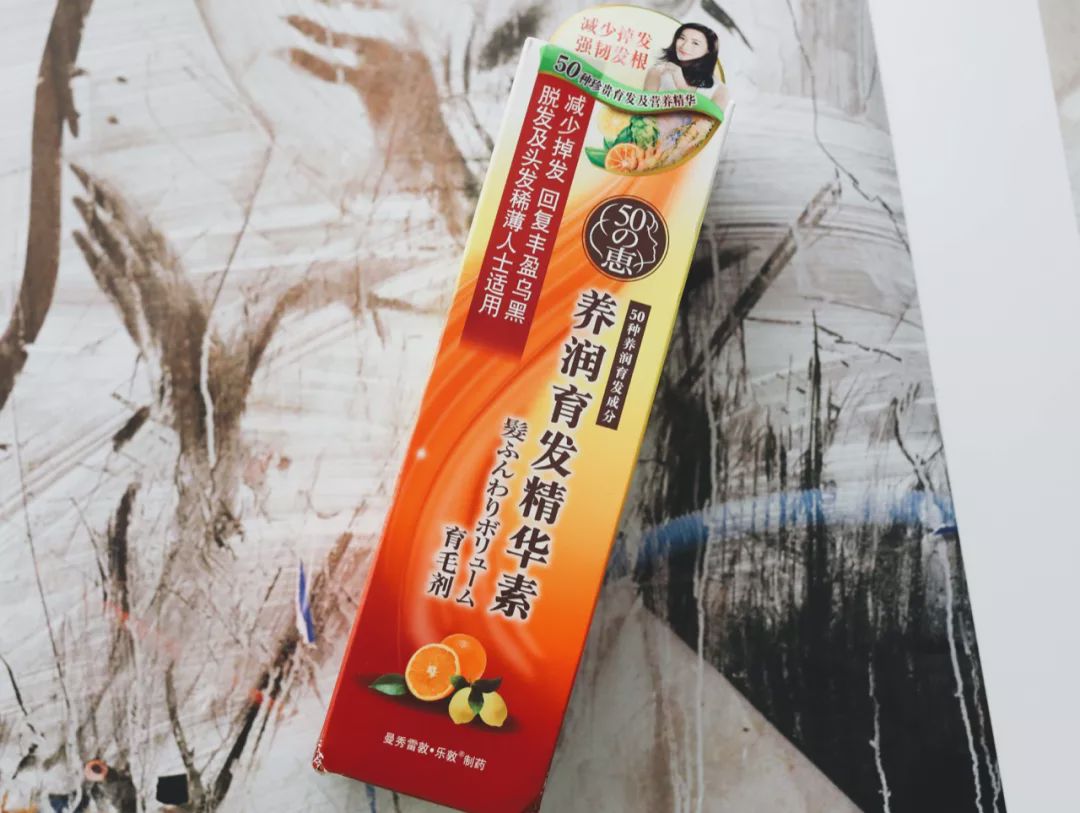 减少掉发
强韧发根
50种珍贵育发及营养精华
减少掉发 回复丰盈乌黑
脱发及头发稀薄人士适用
50の惠
50种养润育发成分
养润育发精华素
髪ふんわりボリューム
育毛剤
曼秀雷敦•乐敦®制药